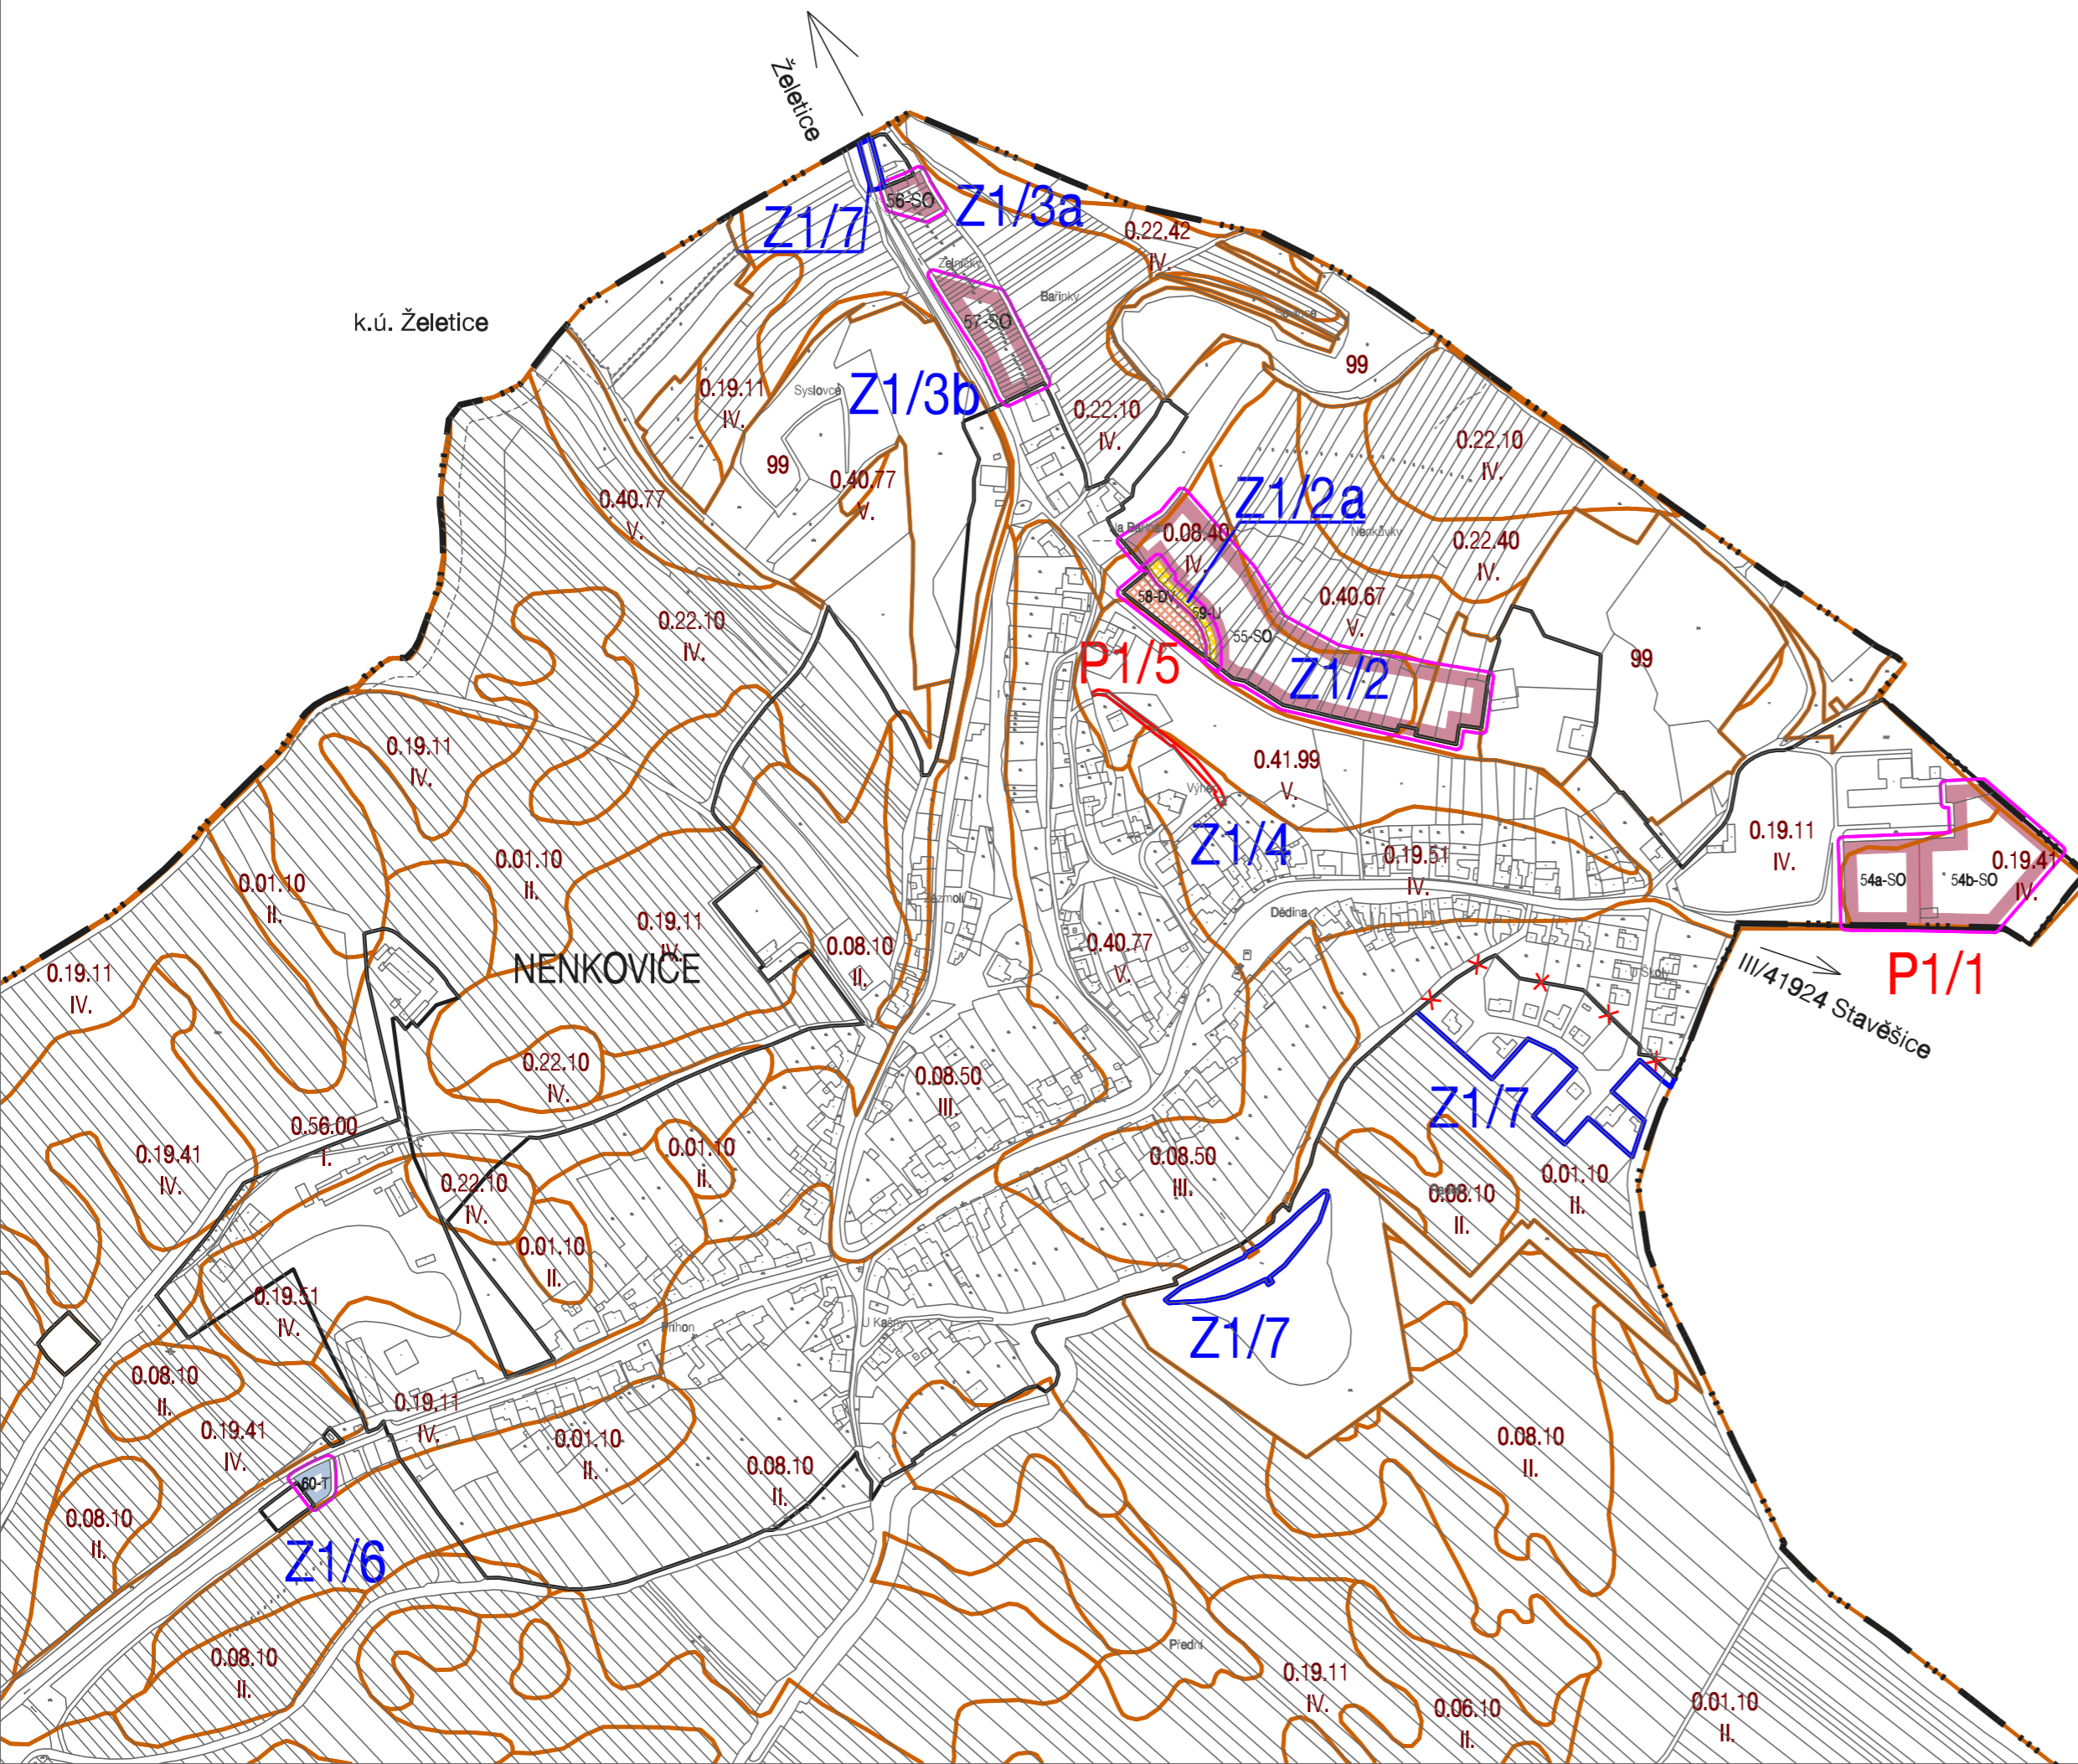 Želetice
Z1/7
56-SO
Z1/3a
0.22.42
IV.
Zelničky
Bařinky
k.ú. Želetice
57-SO
99
Z1/3b
0.19.11
IV.
Syslovce
0.22.10
IV.
0.22.10
IV.
99
0.40.77
V.
0.40.77
V.
Z1/2a
0.08.40
IV.
Nenkůvky
0.22.40
IV.
58-DV
59-U
0.40.67
V.
0.22.10
IV.
55-SO
P1/5
Z1/2
99
0.19.11
IV.
0.41.99
V.
Z1/4
0.19.11
IV.
0.01.10
II.
0.01.10
II.
0.19.51
IV.
54a-SO
54b-SO
0.19.41
IV.
Dědina
0.19.11
IV.
0.08.10
II.
0.40.77
V.
NENKOVICE
0.19.11
IV.
U Školy
III/41924 Stavěšice
P1/1
0.22.10
IV.
0.08.50
III.
Z1/7
0.56.00
I.
0.19.41
IV.
0.01.10
II.
0.08.50
III.
0.22.10
IV.
0.08.10
II.
0.01.10
II.
0.01.10
II.
0.19.51
IV.
Příhon
U Kašny
Z1/7
0.08.10
II.
0.19.11
IV.
0.19.41
IV.
0.01.10
II.
0.08.10
II.
0.08.10
II.
60-T
0.08.10
II.
Z1/6
0.08.10
II.
Přední
0.19.11
IV.
0.06.10
II.
0.01.10
II.